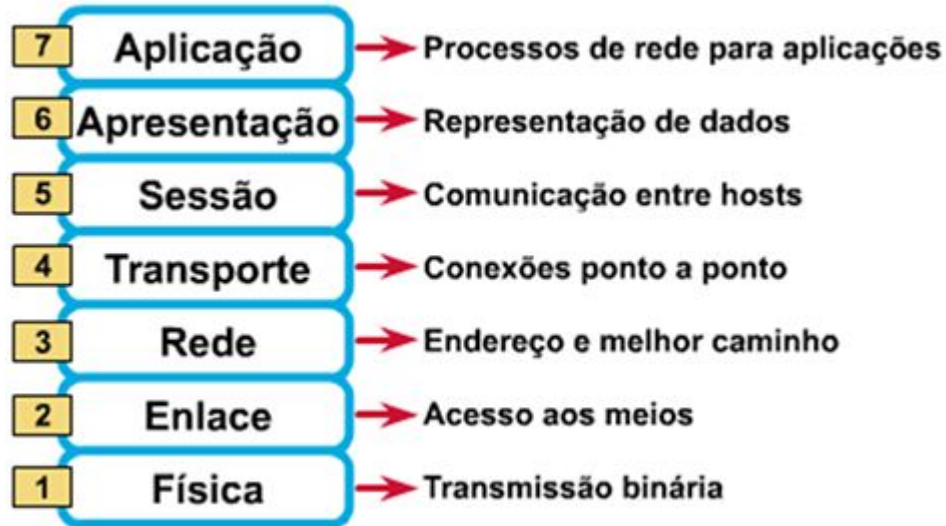 7 Aplicação Processos de rede para aplicações
6 Apresentação Representação de dados
5 Sessão Comunicação entre hosts
4 Transporte Conexões ponto a ponto
3 Rede Endereço e melhor caminho
2 Enlace Acesso aos meios
1 Física Transmissão binária